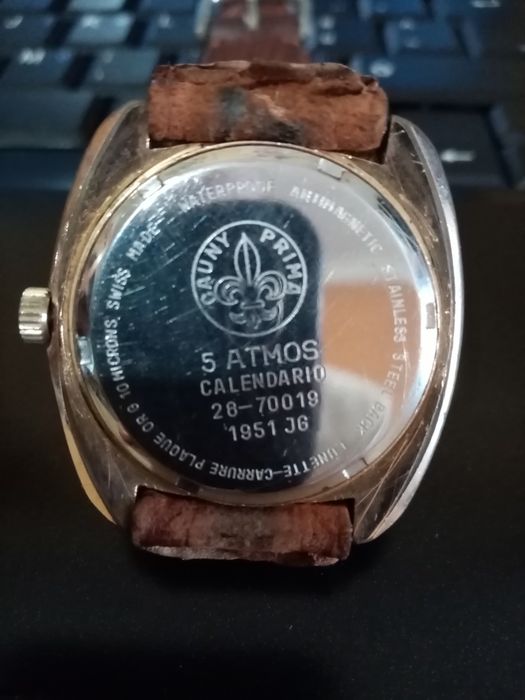 CAUNY PRIMA
5 ATMOS
CALENDARIO
28-70019
1951 JG
WATERPROOF ANTIMAGNETIC STAINLESS STEEL BACK LUNETTE-CARRURE PLAQUE OR G 10 MICRONS, SWISS MADE